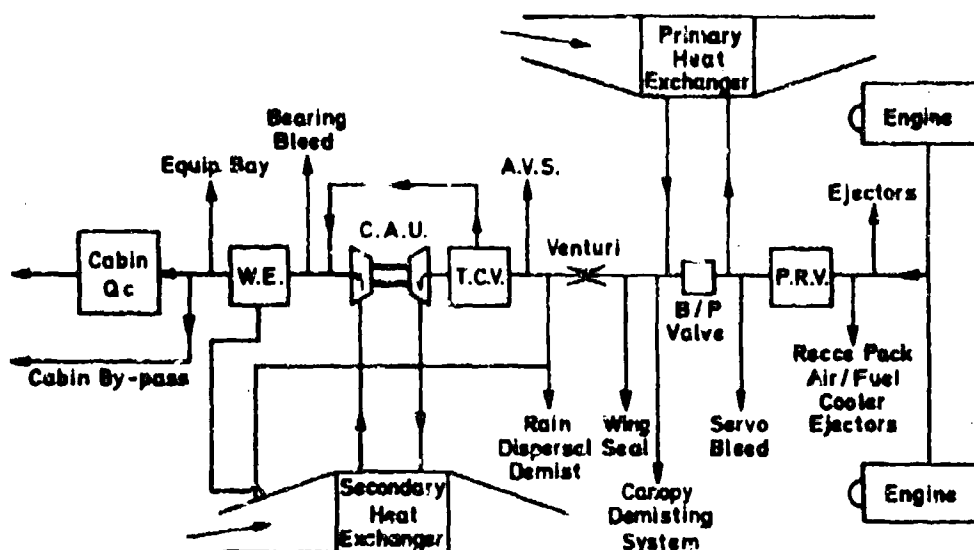 Primary
Heat
Exchanger
Engine
Bearing
Bleed
Equip. Bay
A.V.S.
Ejectors
C.A.U.
Venturi
Cabin
Qc
W.E.
T.C.V.
P.R.V.
B/P
Valve
Cabin By-pass
Recce Pack
Air/Fuel
Cooler
Ejectors
Rain
Dispersal
Demist
Wing
Seal
Servo
Bleed
Secondary
Heat
Exchanger
Canopy
Demisting
System
Engine